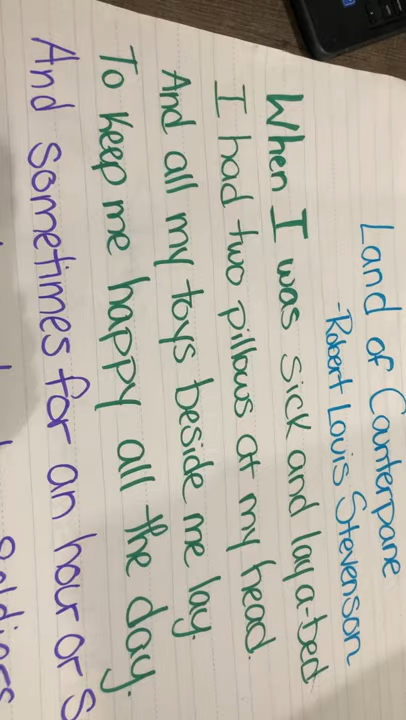 Land of Counterpane
-Robert Louis Stevenson
When I was sick and lay a-bed
I had two pillows at my head.
And all my toys beside me lay.
To keep me happy all the day.
And sometimes for an hour or s